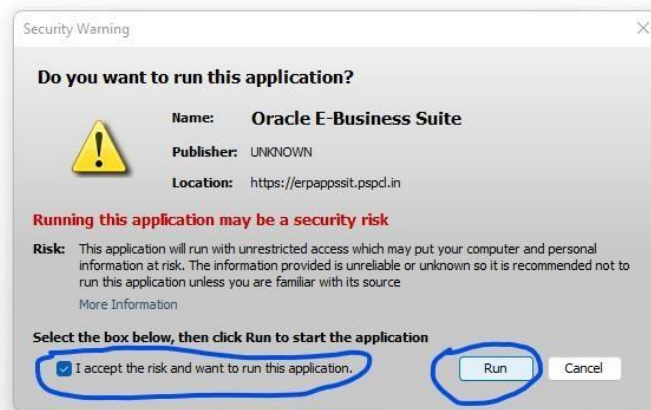 Security Warning
Do you want to run this application?
Name: Oracle E-Business Suite
Publisher: UNKNOWN
Location: https://erpappssit.pspcl.in
Running this application may be a security risk
Risk: This application will run with unrestricted access which may put your computer and personal
information at risk. The information provided is unreliable or unknown so it is recommended not to
run this application unless you are familiar with its source
More Information
Select the box below, then click Run to start the application
I accept the risk and want to run this application.
Run Cancel